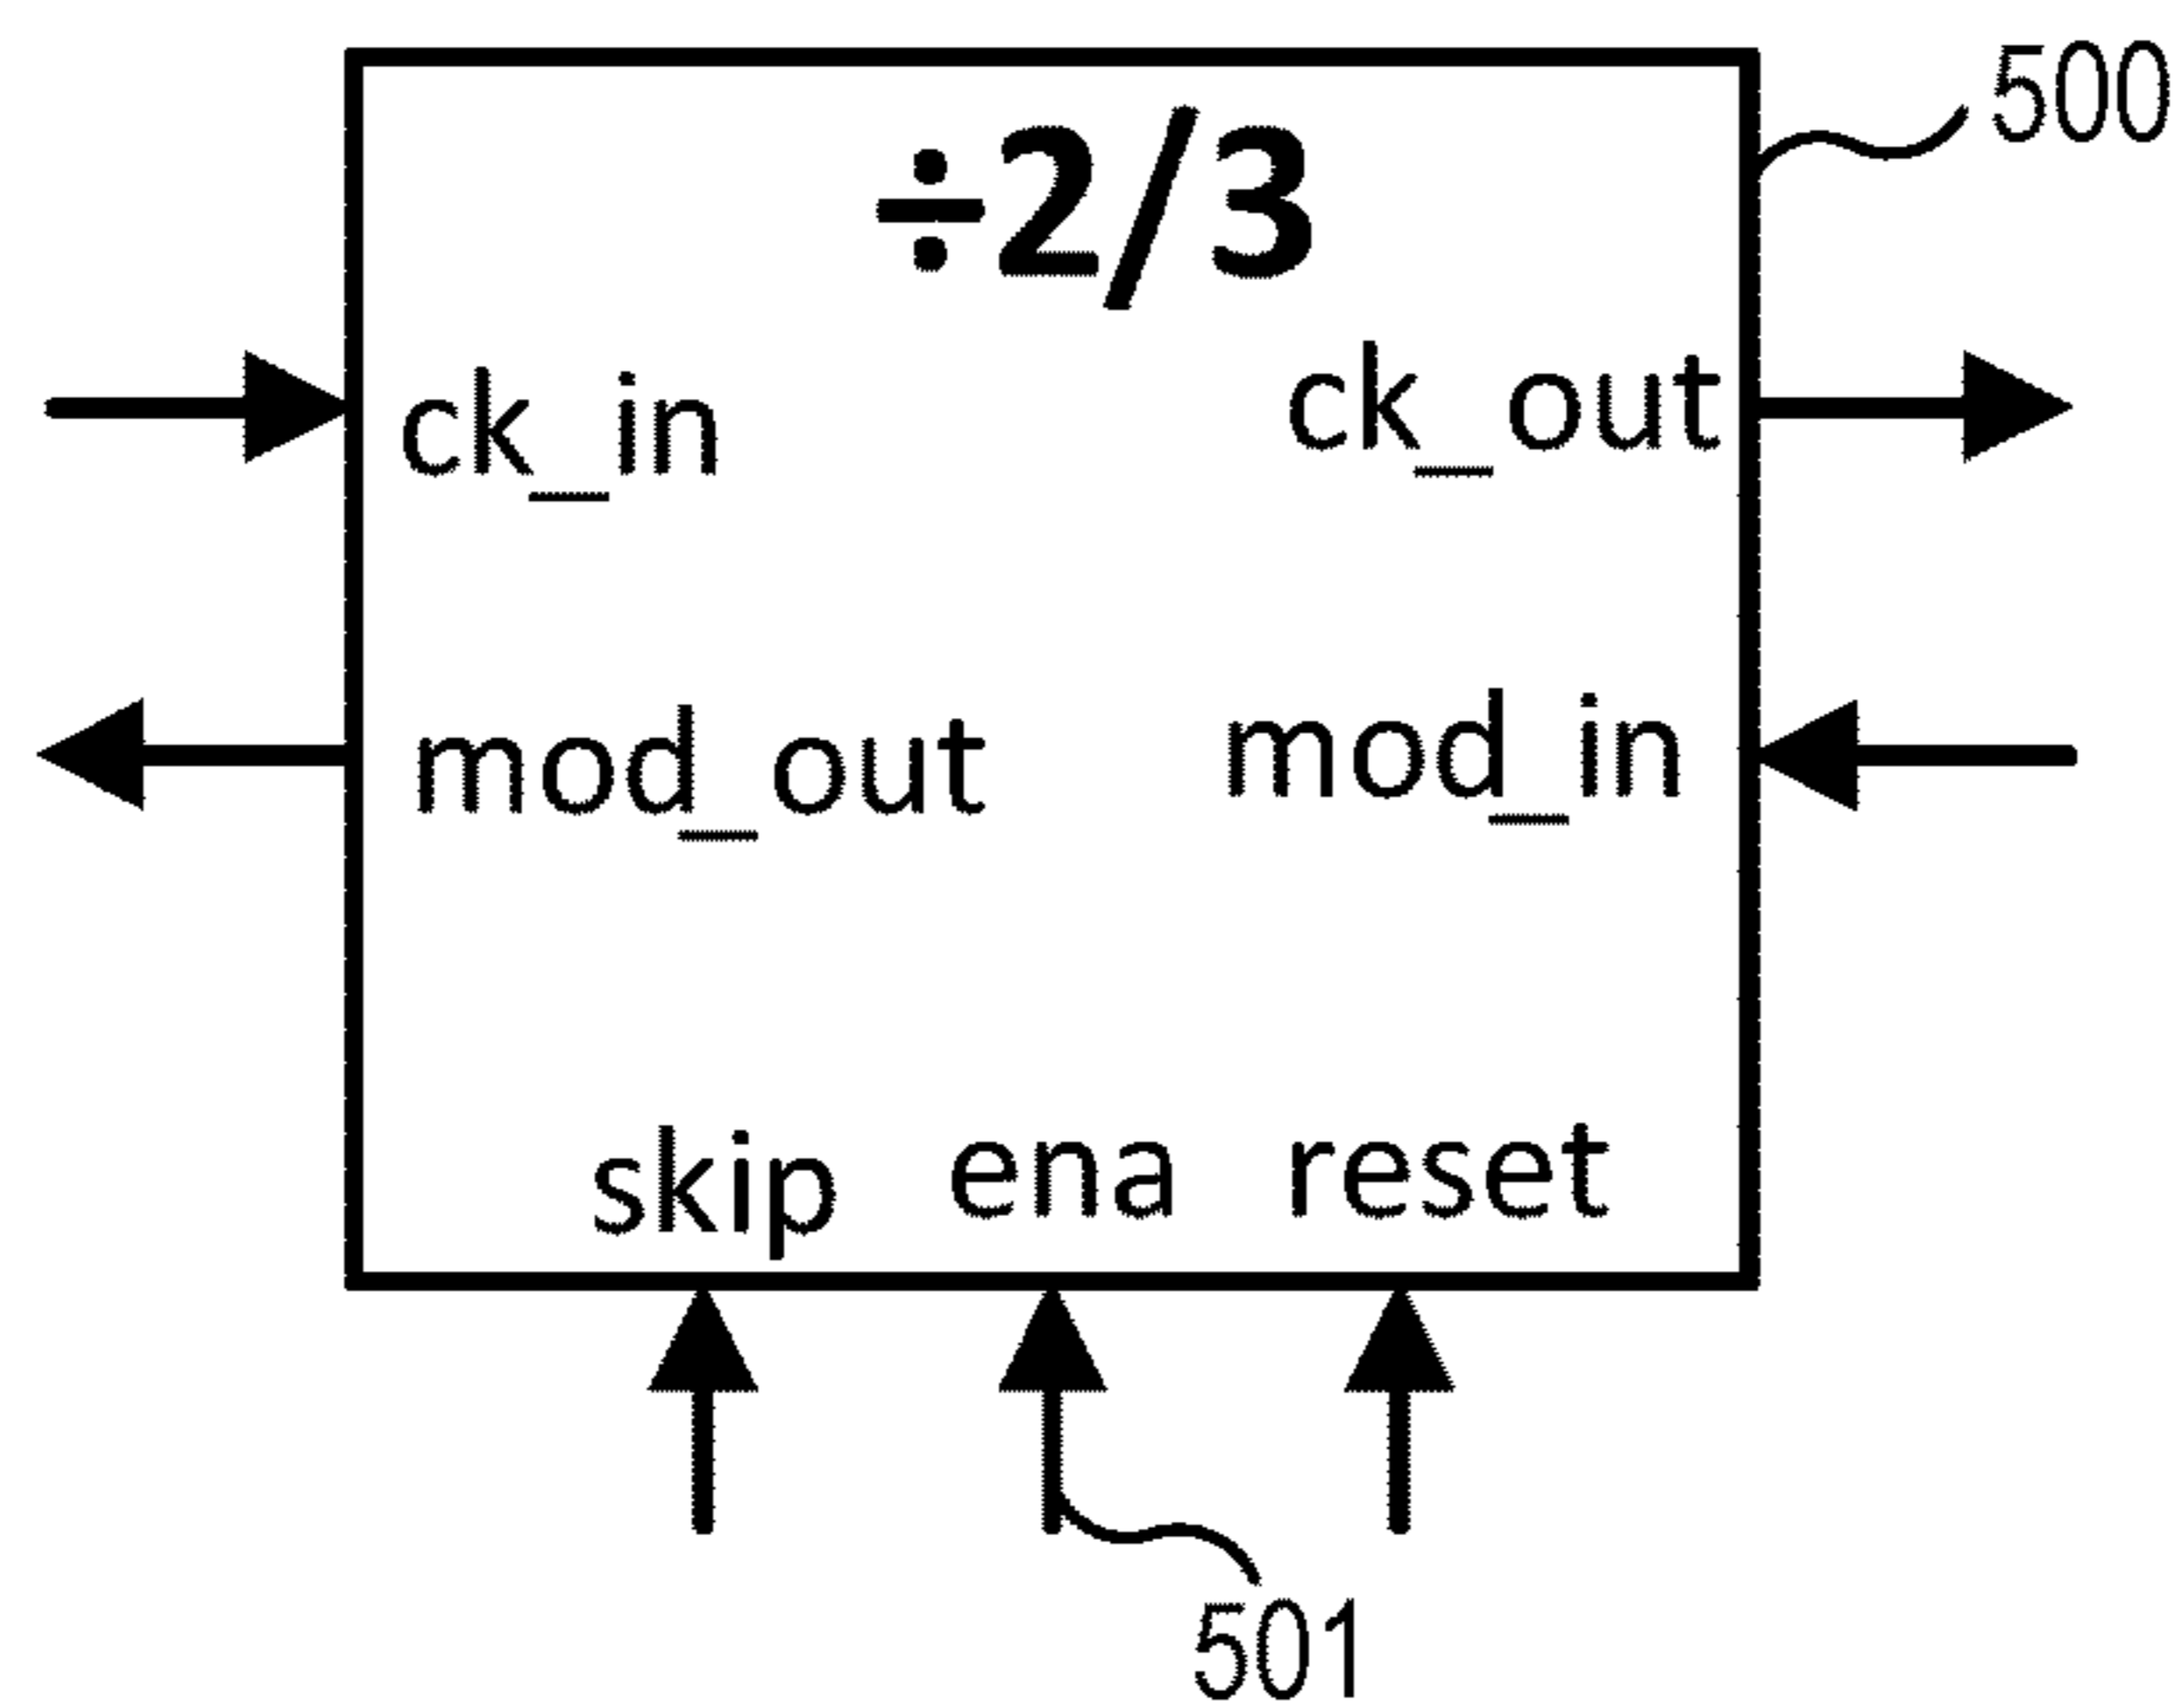 500
÷2/3
ck_in ck_out
mod_out mod_in
skip ena reset
501